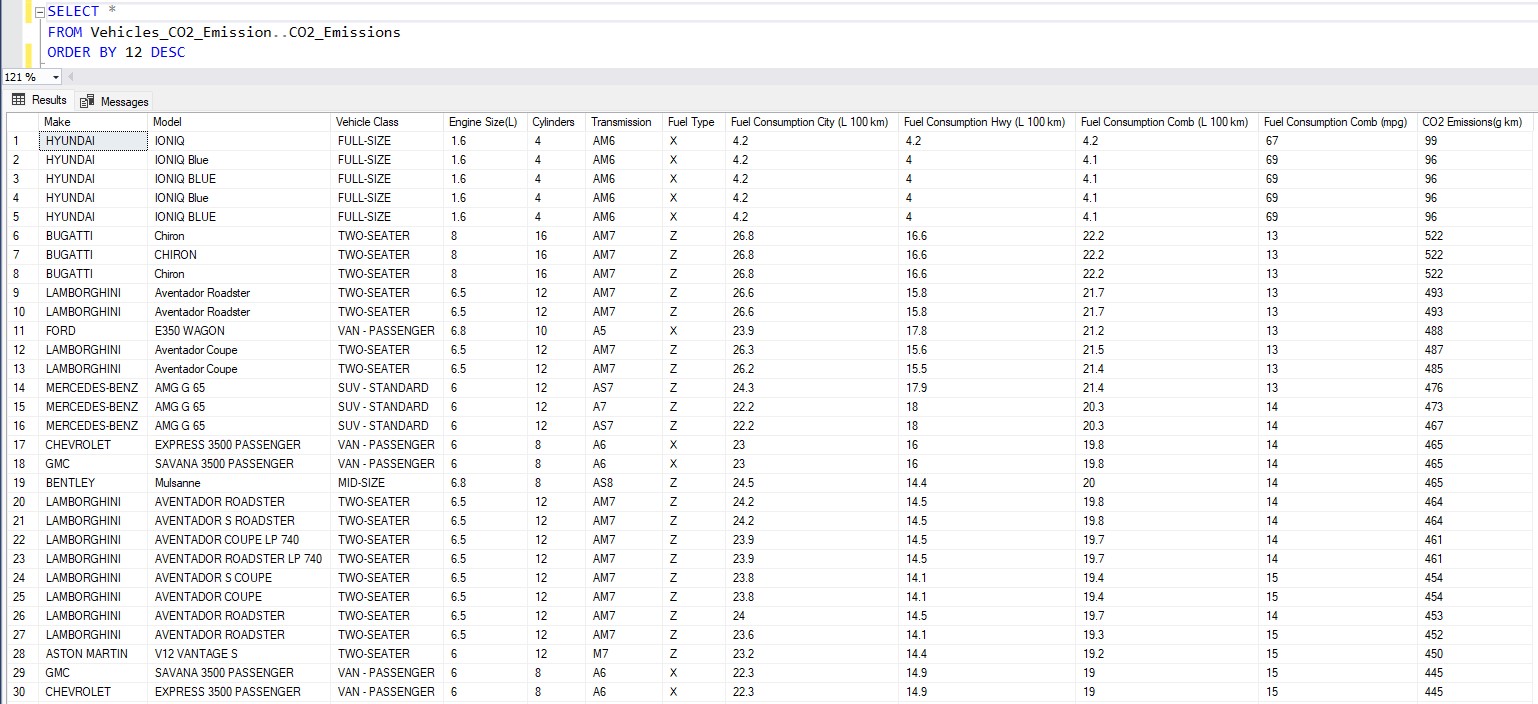 SELECT *
FROM Vehicles_CO2_Emission..CO2_Emissions
ORDER BY 12 DESC
121 %
Results Messages
Make Model Vehicle Class Engine Size(L) Cylinders Transmission Fuel Type Fuel Consumption City (L 100 km) Fuel Consumption Hwy (L 100 km) Fuel Consumption Comb (L 100 km) Fuel Consumption Comb (mpg) CO2 Emissions(g km)
1 HYUNDAI IONIQ FULL-SIZE 1.6 4 AM6 X 4.2 4.2 4.2 67 99
2 HYUNDAI IONIQ Blue FULL-SIZE 1.6 4 AM6 X 4.2 4 4.1 69 96
3 HYUNDAI IONIQ BLUE FULL-SIZE 1.6 4 AM6 X 4.2 4 4.1 69 96
4 HYUNDAI IONIQ Blue FULL-SIZE 1.6 4 AM6 X 4.2 4 4.1 69 96
5 HYUNDAI IONIQ BLUE FULL-SIZE 1.6 4 AM6 X 4.2 4 4.1 69 96
6 BUGATTI Chiron TWO-SEATER 8 16 AM7 Z 26.8 16.6 22.2 13 522
7 BUGATTI CHIRON TWO-SEATER 8 16 AM7 Z 26.8 16.6 22.2 13 522
8 BUGATTI Chiron TWO-SEATER 8 16 AM7 Z 26.8 16.6 22.2 13 522
9 LAMBORGHINI Aventador Roadster TWO-SEATER 6.5 12 AM7 Z 26.6 15.8 21.7 13 493
10 LAMBORGHINI Aventador Roadster TWO-SEATER 6.5 12 AM7 Z 26.6 15.8 21.7 13 493
11 FORD E350 WAGON VAN - PASSENGER 6.8 10 A5 X 23.9 17.8 21.2 13 488
12 LAMBORGHINI Aventador Coupe TWO-SEATER 6.5 12 AM7 Z 26.3 15.6 21.5 13 487
13 LAMBORGHINI Aventador Coupe TWO-SEATER 6.5 12 AM7 Z 26.2 15.5 21.4 13 485
14 MERCEDES-BENZ AMG G 65 SUV - STANDARD 6 12 AS7 Z 24.3 17.9 21.4 13 476
15 MERCEDES-BENZ AMG G 65 SUV - STANDARD 6 12 A7 Z 22.2 18 20.3 14 473
16 MERCEDES-BENZ AMG G 65 SUV - STANDARD 6 12 AS7 Z 22.2 18 20.3 14 467
17 CHEVROLET EXPRESS 3500 PASSENGER VAN - PASSENGER 6 8 A6 X 23 16 19.8 14 465
18 GMC SAVANA 3500 PASSENGER VAN - PASSENGER 6 8 A6 X 23 16 19.8 14 465
19 BENTLEY Mulsanne MID-SIZE 6.8 8 AS8 Z 24.5 14.4 20 14 465
20 LAMBORGHINI AVENTADOR ROADSTER TWO-SEATER 6.5 12 AM7 Z 24.2 14.5 19.8 14 464
21 LAMBORGHINI AVENTADOR S ROADSTER TWO-SEATER 6.5 12 AM7 Z 24.2 14.5 19.8 14 464
22 LAMBORGHINI AVENTADOR COUPE LP 740 TWO-SEATER 6.5 12 AM7 Z 23.9 14.5 19.7 14 461
23 LAMBORGHINI AVENTADOR ROADSTER LP 740 TWO-SEATER 6.5 12 AM7 Z 23.9 14.5 19.7 14 461
24 LAMBORGHINI AVENTADOR S COUPE TWO-SEATER 6.5 12 AM7 Z 23.8 14.1 19.4 15 454
25 LAMBORGHINI AVENTADOR COUPE TWO-SEATER 6.5 12 AM7 Z 23.8 14.1 19.4 15 454
26 LAMBORGHINI AVENTADOR ROADSTER TWO-SEATER 6.5 12 AM7 Z 24 14.5 19.7 14 453
27 LAMBORGHINI AVENTADOR ROADSTER TWO-SEATER 6.5 12 AM7 Z 23.6 14.1 19.3 15 452
28 ASTON MARTIN V12 VANTAGE S TWO-SEATER 6 12 M7 Z 23.2 14.4 19.2 15 450
29 GMC SAVANA 3500 PASSENGER VAN - PASSENGER 6 8 A6 X 22.3 14.9 19 15 445
30 CHEVROLET EXPRESS 3500 PASSENGER VAN - PASSENGER 6 8 A6 X 22.3 14.9 19 15 445